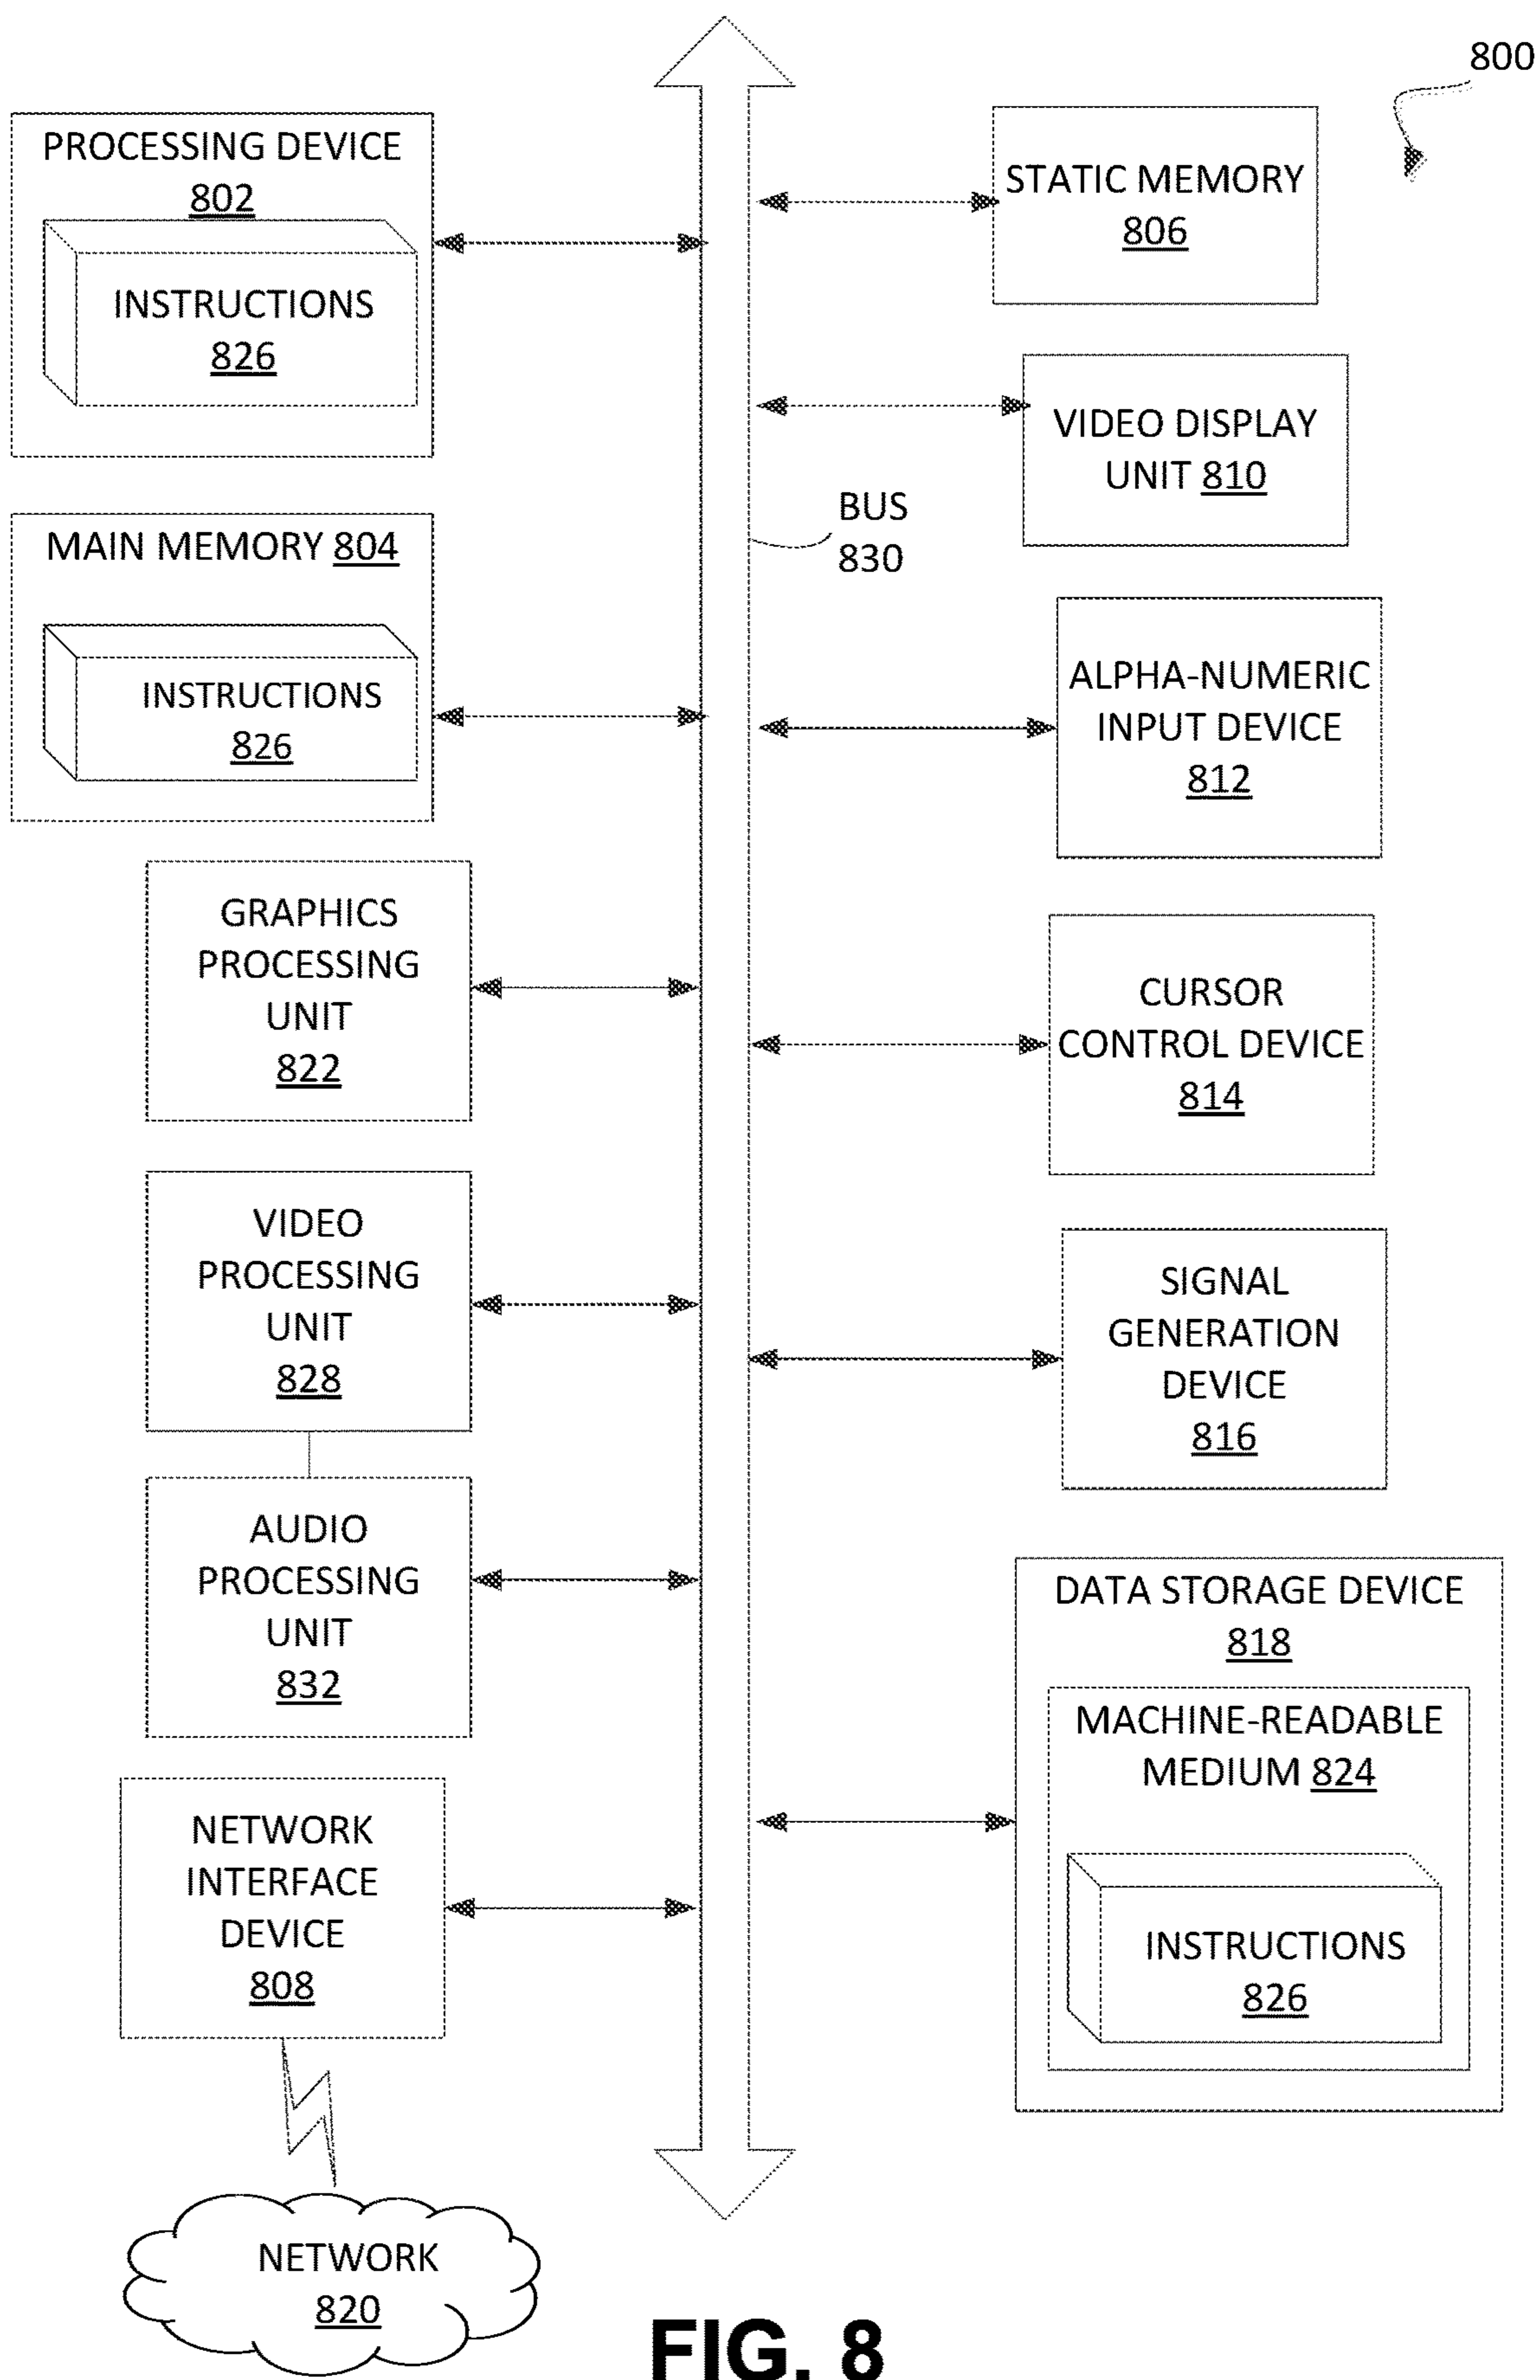 800
PROCESSING DEVICE
802
INSTRUCTIONS
826
MAIN MEMORY 804
INSTRUCTIONS
826
GRAPHICS
PROCESSING
UNIT
822
VIDEO
PROCESSING
UNIT
828
AUDIO
PROCESSING
UNIT
832
NETWORK
INTERFACE
DEVICE
808
NETWORK
820
BUS
830
STATIC MEMORY
806
VIDEO DISPLAY
UNIT 810
ALPHA-NUMERIC
INPUT DEVICE
812
CURSOR
CONTROL DEVICE
814
SIGNAL
GENERATION
DEVICE
816
DATA STORAGE DEVICE
818
MACHINE-READABLE
MEDIUM 824
INSTRUCTIONS
826
FIG. 8